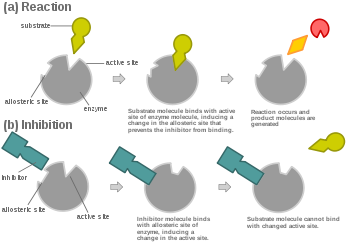 (a) Reaction
substrate
active site
allosteric site
enzyme
Substrate molecule binds with active
site of enzyme molecule, inducing a
change in the allosteric site that
prevents the inhibitor from binding.
Reaction occurs and
product molecules are
generated
(b) Inhibition
inhibitor
allosteric site
active site
Inhibitor molecule binds
with allosteric site of
enzyme, inducing a
change in the active site.
Substrate molecule cannot bind
with changed active site.